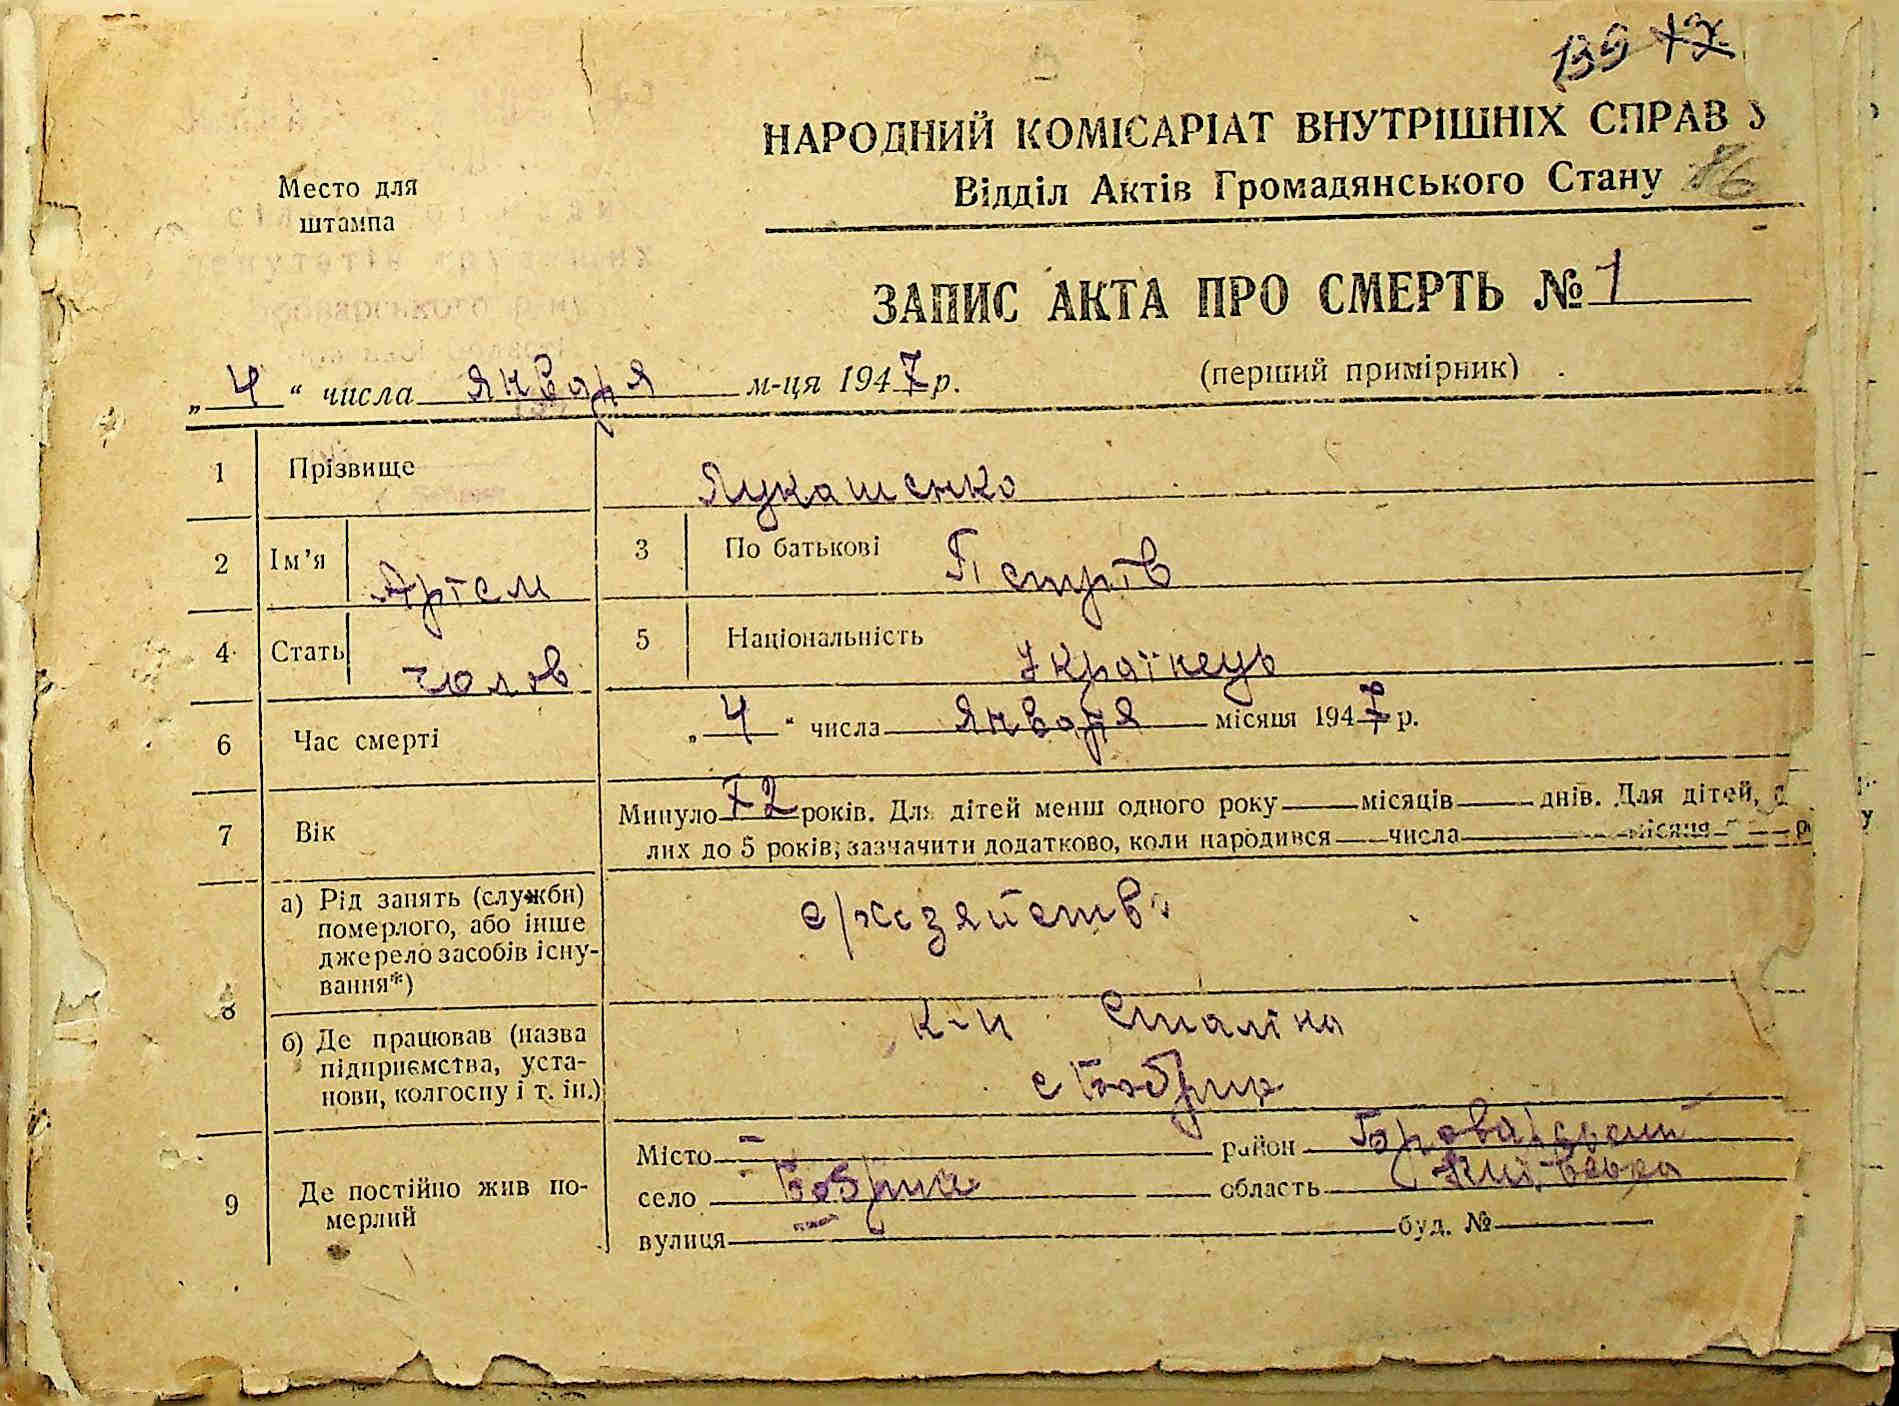 139
НАРОДНИЙ КОМІСАРІАТ ВНУТРІШНІХ СПРАВ
Відділ Актів Громадянського Стану 76
Место для
штампа
ЗАПИС АКТА ПРО СМЕРТЬ № 1
„ 4 “ числа января м-ця 1947 р. (перший примірник)
1 Прізвище Лукашенко
2 Ім’я Артем 3 По батькові Петрів
4 Стать чолов 5 Національність Українець
6 Час смерті „ 4 “ числа января місяця 1947 р.
7 Вік Минуло 72 років. Для дітей менш одного року місяців днів. Для дітей,
лих до 5 років, зазначити додатково, коли народився числа місяця р
8 а) Рід занять (служби) померлого, або інше джерело засобів існування*) с/хозяйство
б) Де працював (назва підприємства, установи, колгоспу і т. ін.) к-п Сталіна
с Бобрик
9 Де постійно жив померлий
Місто – район Броварський
село Бобрик область Київська
вулиця буд. №